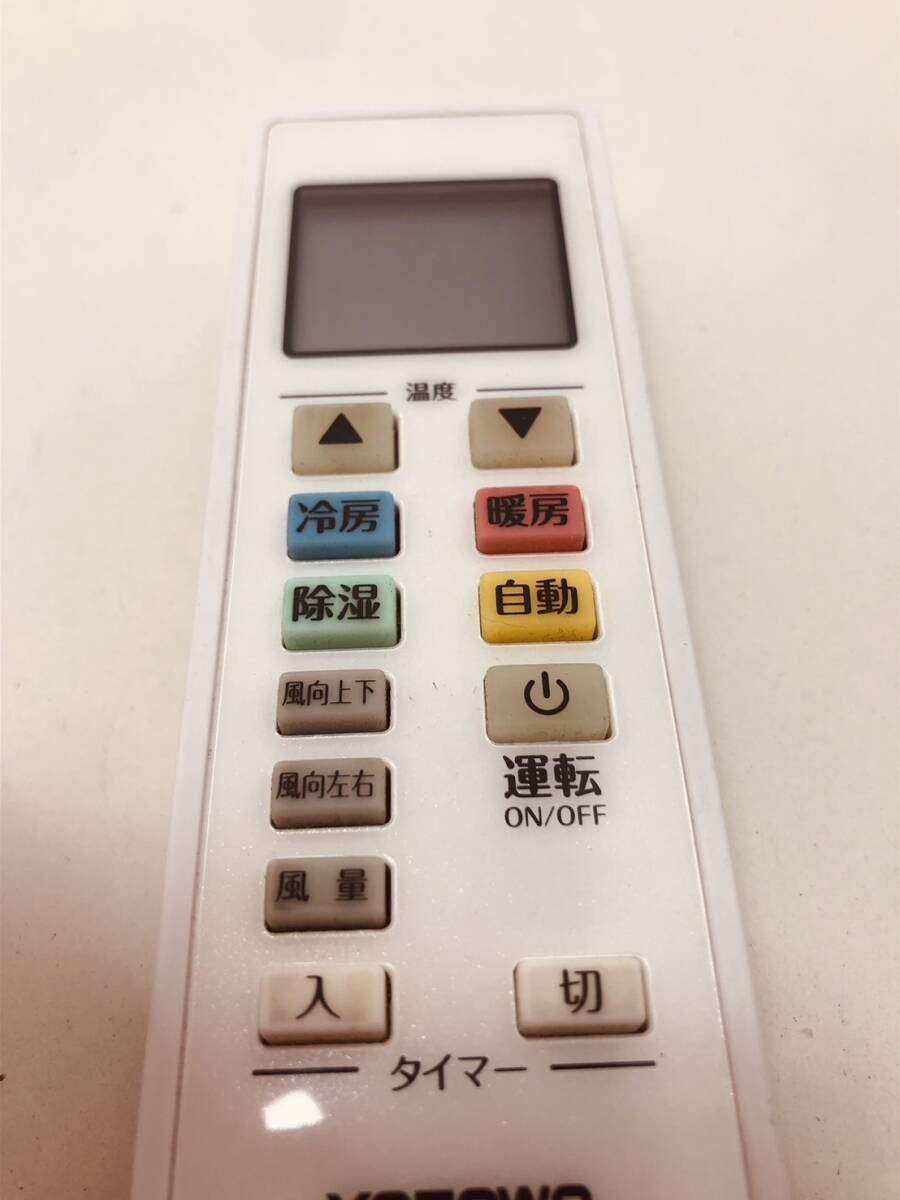 温度
▲ ▼
冷房 暖房
除湿 自動
風向上下
運転
ON/OFF
風向左右
風量
入 切
タイマー